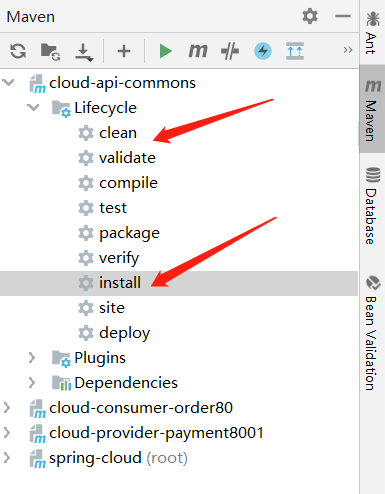 Maven
m
cloud-api-commons
Lifecycle
clean
validate
compile
test
package
verify
install
site
deploy
Plugins
Dependencies
cloud-consumer-order80
cloud-provider-payment8001
spring-cloud (root)
Ant
m Maven
Database
Bean Validation